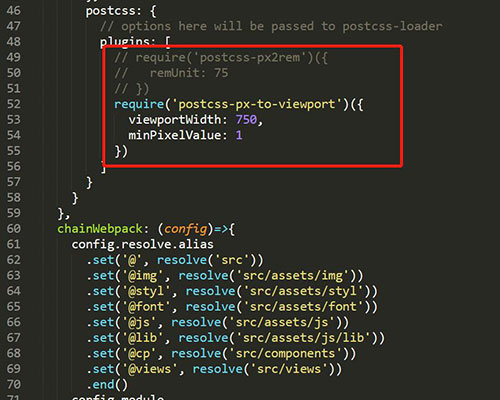 46 postcss: {
47 // options here will be passed to postcss-loader
48 plugins: [
49 // require('postcss-px2rem')({
50 //   remUnit: 75
51 // })
52 require('postcss-px-to-viewport')({
53 viewportWidth: 750,
54 minPixelValue: 1
55 })
56 ]
57 }
58 }
59 },
60 chainWebpack: (config)=>{
61 config.resolve.alias
62 .set('@', resolve('src'))
63 .set('@img', resolve('src/assets/img'))
64 .set('@styl', resolve('src/assets/styl'))
65 .set('@font', resolve('src/assets/font'))
66 .set('@js', resolve('src/assets/js'))
67 .set('@lib', resolve('src/assets/js/lib'))
68 .set('@cp', resolve('src/components'))
69 .set('@views', resolve('src/views'))
70 .end()
71 config.module